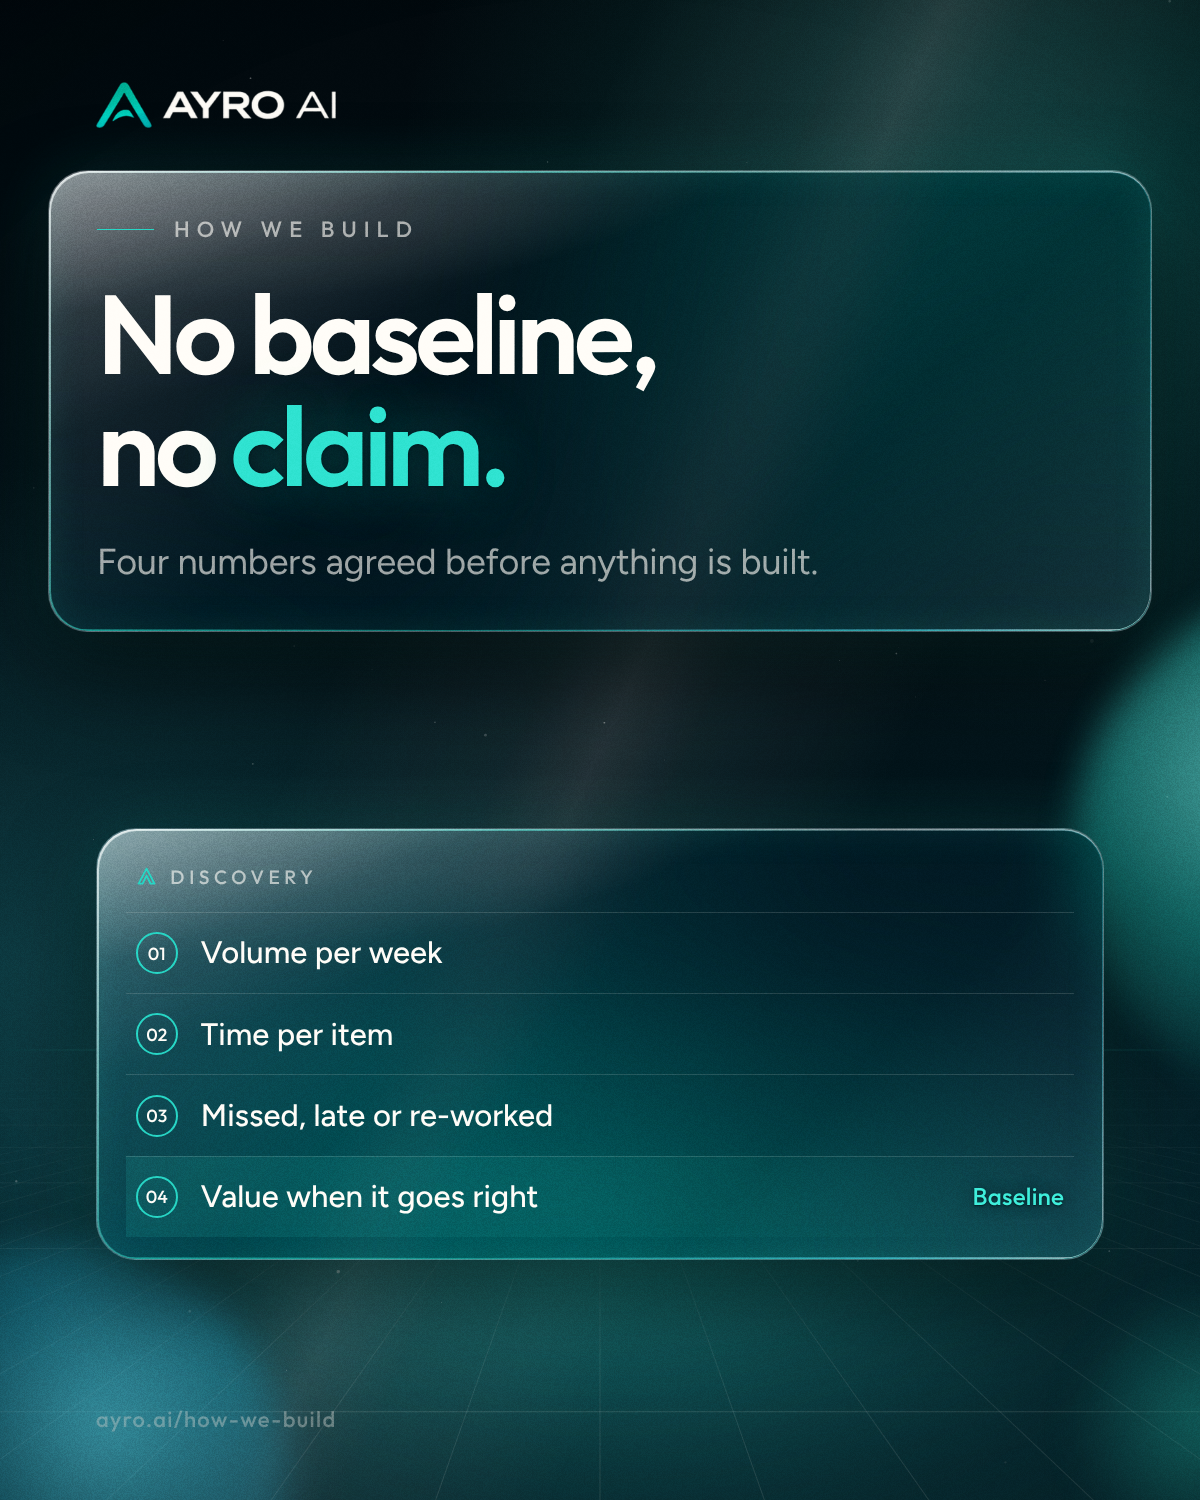 AYRO AI
HOW WE BUILD
No baseline,
no claim.
Four numbers agreed before anything is built.
DISCOVERY
01 Volume per week
02 Time per item
03 Missed, late or re-worked
04 Value when it goes right Baseline
ayro.ai/how-we-build